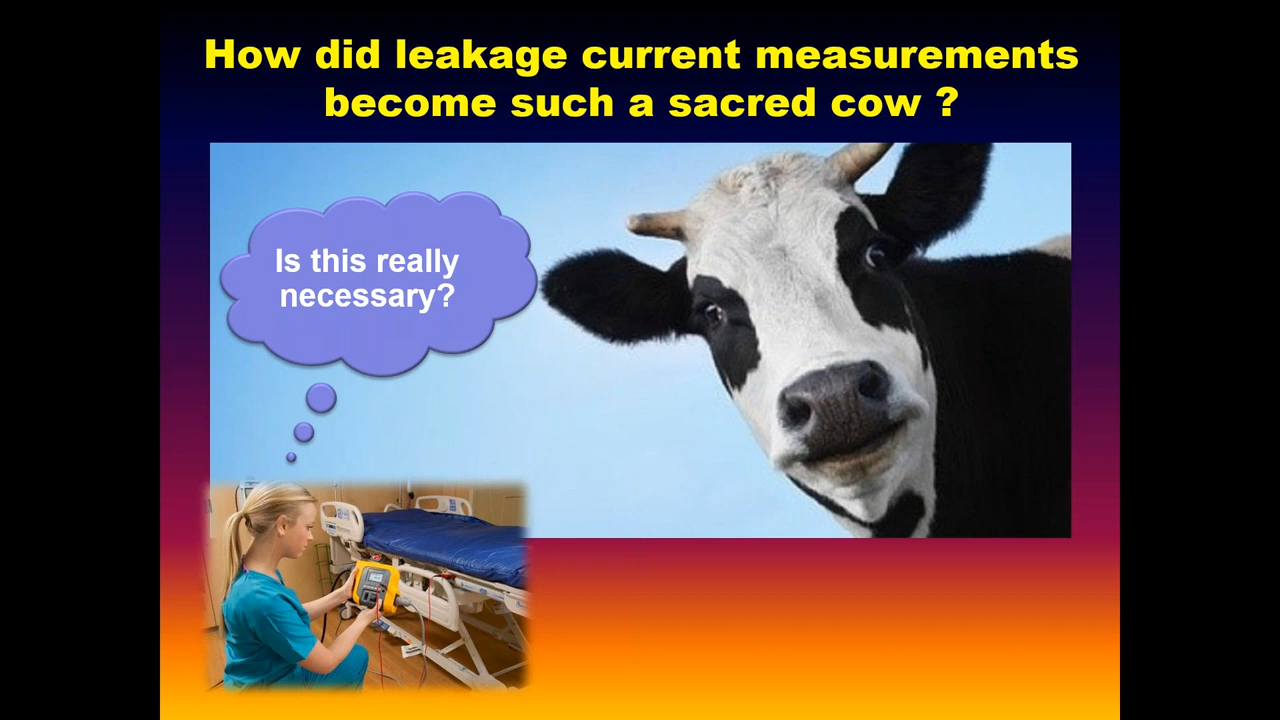 How did leakage current measurements
become such a sacred cow ?
Is this really
necessary?